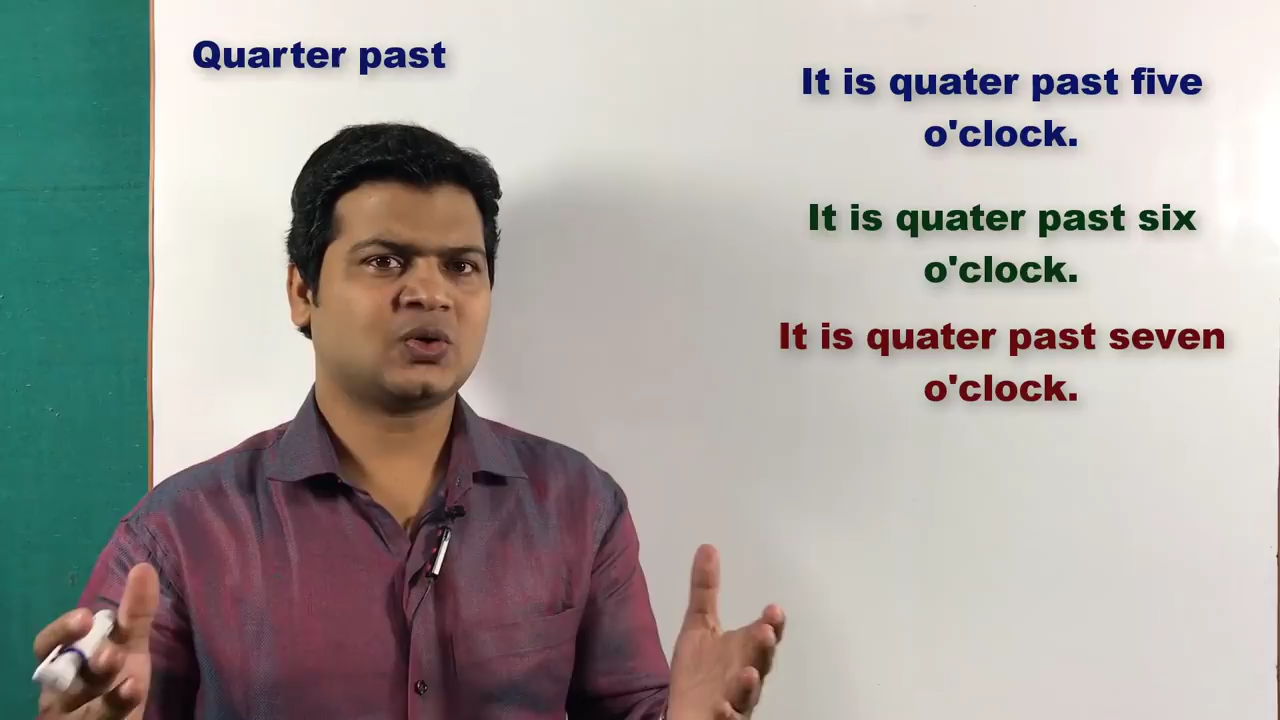 Quarter past
It is quater past five
o'clock.
It is quater past six
o'clock.
It is quater past seven
o'clock.